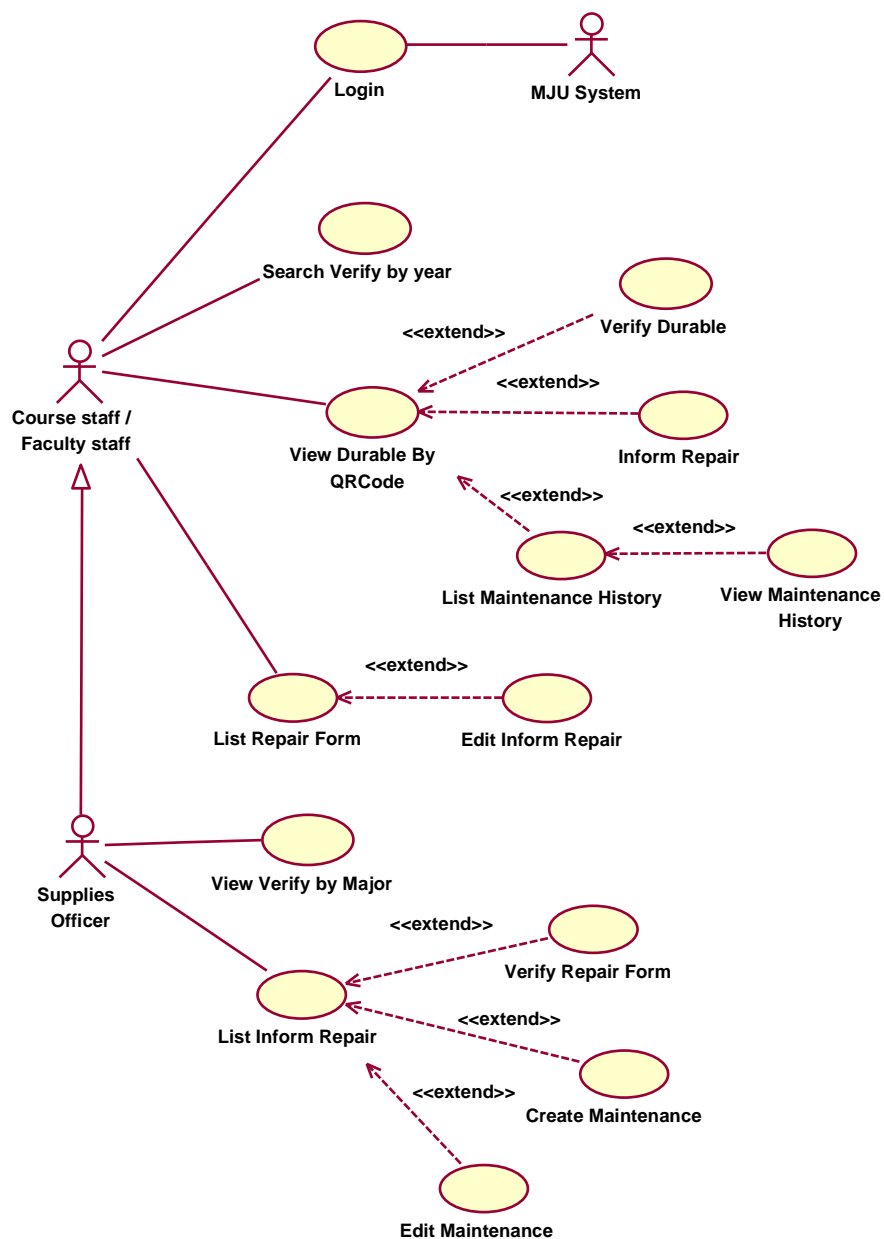 Login
MJU System
Search Verify by year
<<extend>>
Verify Durable
Course staff /
Faculty staff
<<extend>>
View Durable By
QRCode
Inform Repair
<<extend>>
<<extend>>
List Maintenance History
View Maintenance
History
<<extend>>
List Repair Form
Edit Inform Repair
Supplies
Officer
View Verify by Major
<<extend>>
Verify Repair Form
List Inform Repair
<<extend>>
<<extend>>
Create Maintenance
Edit Maintenance